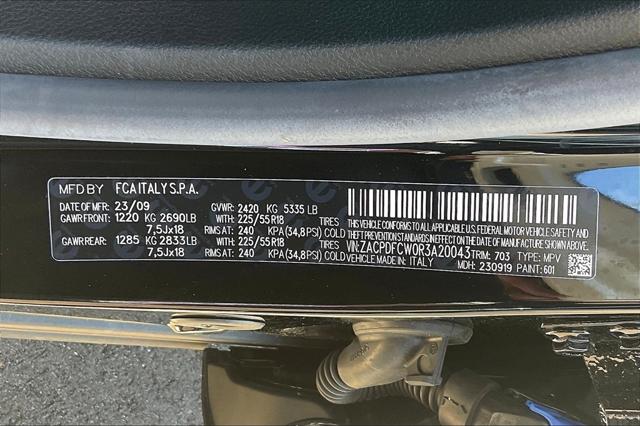 MFD BY FCA ITALY S.P.A.
DATE OF MFR: 23/09 GVWR: 2420 KG 5335 LB
GAWR FRONT: 1220 KG 2690LB WITH: 225/55R18 TIRES
7,5Jx18 RIMS AT: 240 KPA (34,8PSI) COLD
GAWR REAR: 1285 KG 2833LB WITH: 225/55R18 TIRES
7,5Jx18 RIMS AT: 240 KPA (34,8PSI) COLD
THIS VEHICLE CONFORMS TO ALL APPLICABLE U.S.A. FEDERAL MOTOR
VEHICLE SAFETY, BUMPER, AND THEFT PREVENTION STANDARDS IN
EFFECT ON THE DATE OF MANUFACTURE SHOWN ABOVE.
VIN: ZACPDFCW0R3A20043 TRIM: 703 TYPE: MPV
VEHICLE MADE IN: ITALY MDH: 230919 PAINT: 601